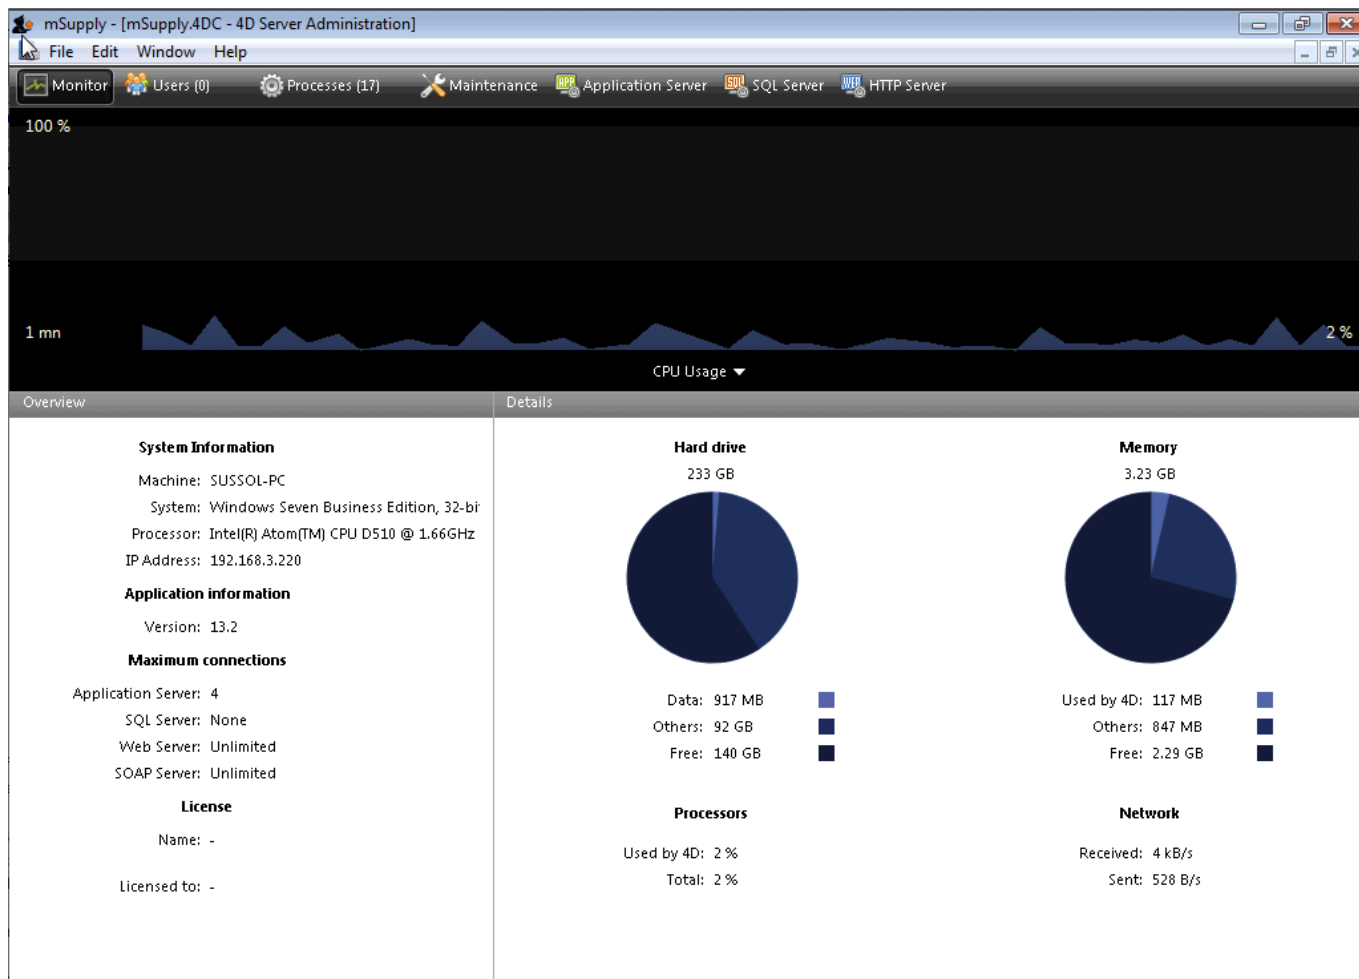 mSupply - [mSupply.4DC - 4D Server Administration]
File Edit Window Help
Monitor Users (0) Processes (17) Maintenance Application Server SQL Server HTTP Server
100 %
1 mn
2 %
CPU Usage
Overview
System Information
Machine: SUSSOL-PC
System: Windows Seven Business Edition, 32-bi
Processor: Intel(R) Atom(TM) CPU D510 @ 1.66GHz
IP Address: 192.168.3.220
Application information
Version: 13.2
Maximum connections
Application Server: 4
SQL Server: None
Web Server: Unlimited
SOAP Server: Unlimited
License
Name: -
Licensed to: -
Details
Hard drive
233 GB
Data: 917 MB
Others: 92 GB
Free: 140 GB
Memory
3.23 GB
Used by 4D: 117 MB
Others: 847 MB
Free: 2.29 GB
Processors
Used by 4D: 2 %
Total: 2 %
Network
Received: 4 kB/s
Sent: 528 B/s